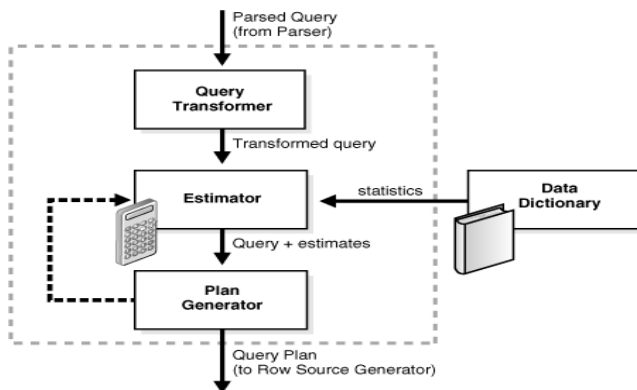 Parsed Query
(from Parser)
Query
Transformer
Transformed query
Estimator
statistics
Data
Dictionary
Query + estimates
Plan
Generator
Query Plan
(to Row Source Generator)